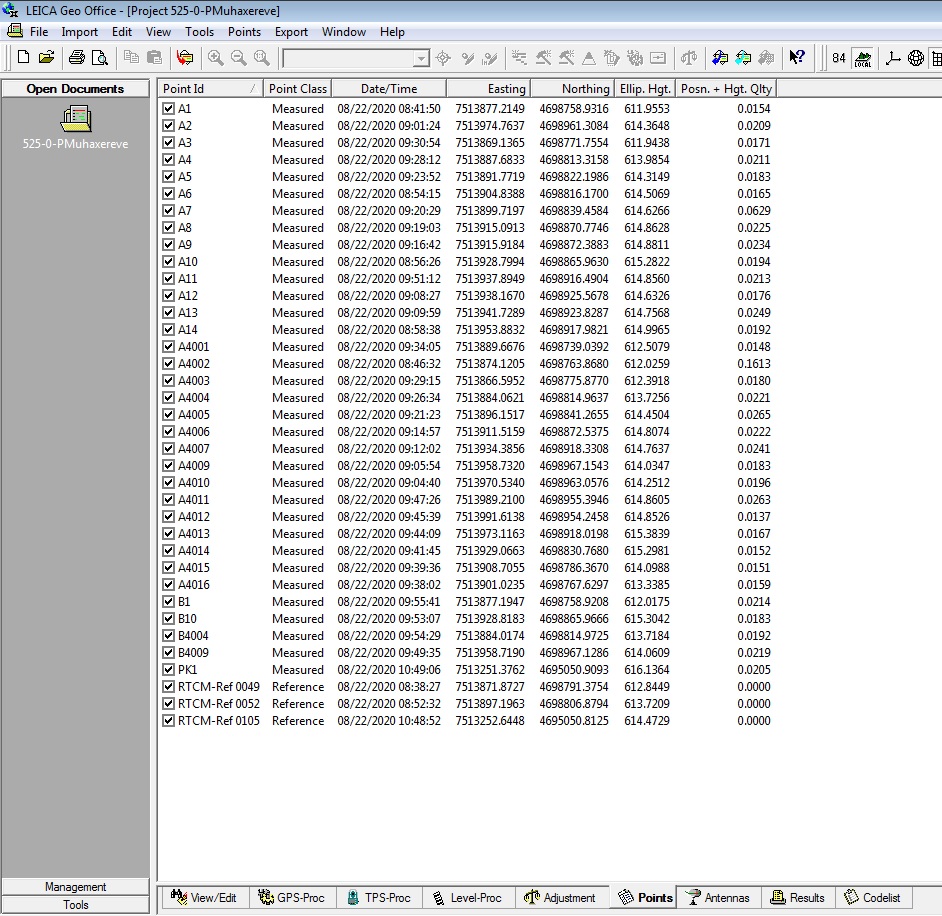 LEICA Geo Office - [Project 525-0-PMuhaxereve]
File Import Edit View Tools Points Export Window Help
84 LOCAL
Open Documents
525-0-PMuhaxereve
Point Id / Point Class Date/Time Easting Northing Ellip. Hgt. Posn. + Hgt. Qlty
A1 Measured 08/22/2020 08:41:50 7513877.2149 4698758.9316 611.9553 0.0154
A2 Measured 08/22/2020 09:01:24 7513974.7637 4698961.3084 614.3648 0.0209
A3 Measured 08/22/2020 09:30:54 7513869.1365 4698771.7554 611.9438 0.0171
A4 Measured 08/22/2020 09:28:12 7513887.6833 4698813.3158 613.9854 0.0211
A5 Measured 08/22/2020 09:23:52 7513891.7719 4698822.1986 614.3149 0.0183
A6 Measured 08/22/2020 08:54:15 7513904.8388 4698816.1700 614.5069 0.0165
A7 Measured 08/22/2020 09:20:29 7513899.7197 4698839.4584 614.6266 0.0629
A8 Measured 08/22/2020 09:19:03 7513915.0913 4698870.7746 614.8628 0.0225
A9 Measured 08/22/2020 09:16:42 7513915.9184 4698872.3883 614.8811 0.0234
A10 Measured 08/22/2020 08:56:26 7513928.7994 4698865.9630 615.2822 0.0194
A11 Measured 08/22/2020 09:51:12 7513937.8949 4698916.4904 614.8560 0.0213
A12 Measured 08/22/2020 09:08:27 7513938.1670 4698925.5678 614.6326 0.0176
A13 Measured 08/22/2020 09:09:59 7513941.7289 4698923.8287 614.7568 0.0249
A14 Measured 08/22/2020 08:58:38 7513953.8832 4698917.9821 614.9965 0.0192
A4001 Measured 08/22/2020 09:34:05 7513889.6676 4698739.0392 612.5079 0.0148
A4002 Measured 08/22/2020 08:46:32 7513874.1205 4698763.8680 612.0259 0.1613
A4003 Measured 08/22/2020 09:29:15 7513866.5952 4698775.8770 612.3918 0.0180
A4004 Measured 08/22/2020 09:26:34 7513884.0621 4698814.9637 613.7256 0.0221
A4005 Measured 08/22/2020 09:21:23 7513896.1517 4698841.2655 614.4504 0.0265
A4006 Measured 08/22/2020 09:14:57 7513911.5159 4698872.5375 614.8074 0.0222
A4007 Measured 08/22/2020 09:12:02 7513934.3856 4698918.3308 614.7637 0.0241
A4009 Measured 08/22/2020 09:05:54 7513958.7320 4698967.1543 614.0347 0.0183
A4010 Measured 08/22/2020 09:04:40 7513970.5340 4698963.0576 614.2512 0.0196
A4011 Measured 08/22/2020 09:47:26 7513989.2100 4698955.3946 614.8605 0.0263
A4012 Measured 08/22/2020 09:45:39 7513991.6138 4698954.2458 614.8526 0.0137
A4013 Measured 08/22/2020 09:44:09 7513973.1163 4698918.0198 615.3839 0.0167
A4014 Measured 08/22/2020 09:41:45 7513929.0663 4698830.7680 615.2981 0.0152
A4015 Measured 08/22/2020 09:39:36 7513908.7055 4698786.3670 614.0988 0.0151
A4016 Measured 08/22/2020 09:38:02 7513901.0235 4698767.6297 613.3385 0.0159
B1 Measured 08/22/2020 09:55:41 7513877.1947 4698758.9208 612.0175 0.0214
B10 Measured 08/22/2020 09:53:07 7513928.8183 4698865.9666 615.3042 0.0183
B4004 Measured 08/22/2020 09:54:29 7513884.0174 4698814.9725 613.7184 0.0192
B4009 Measured 08/22/2020 09:49:35 7513958.7190 4698967.1286 614.0609 0.0219
PK1 Measured 08/22/2020 10:49:06 7513251.3762 4695050.9093 616.1364 0.0205
RTCM-Ref 0049 Reference 08/22/2020 08:38:27 7513871.8727 4698791.3754 612.8449 0.0000
RTCM-Ref 0052 Reference 08/22/2020 08:52:32 7513897.1963 4698806.8794 613.7209 0.0000
RTCM-Ref 0105 Reference 08/22/2020 10:48:52 7513252.6448 4695050.8125 614.4729 0.0000
Management
Tools
View/Edit GPS-Proc TPS-Proc Level-Proc Adjustment Points Antennas Results Codelist